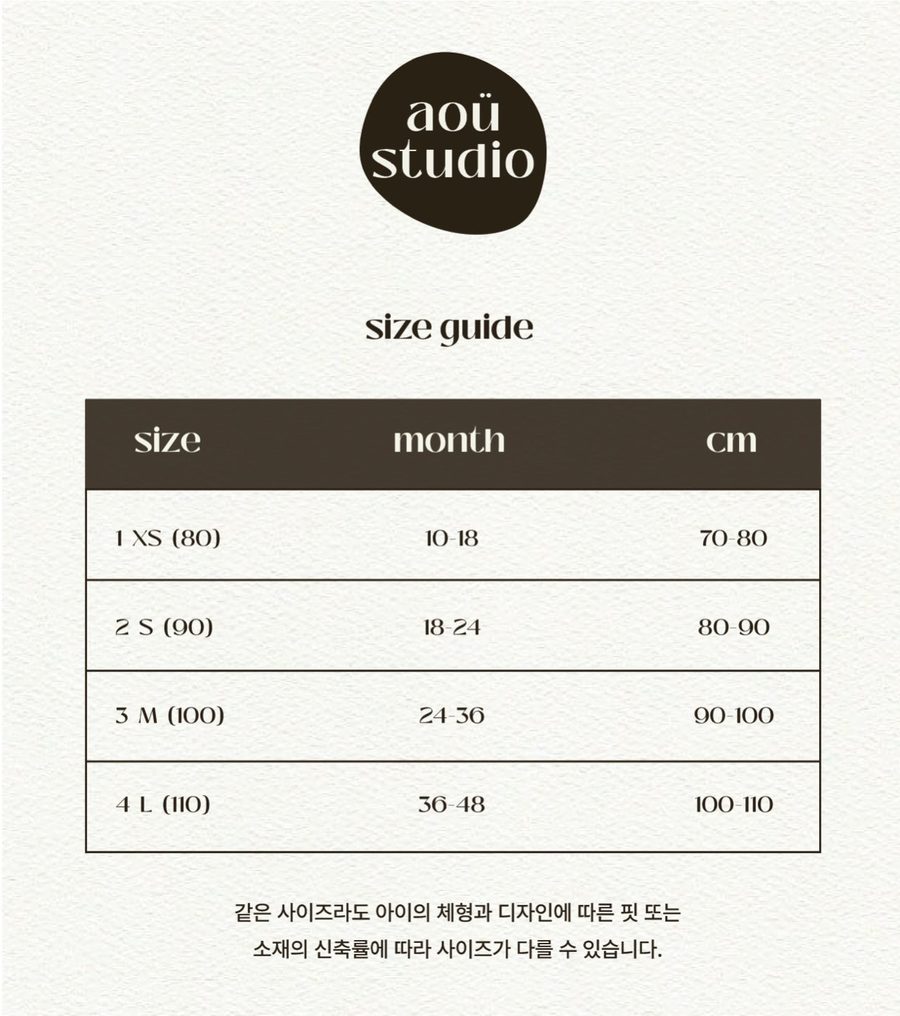 aoü
studio
size guide
size month cm
1 XS (80) 10-18 70-80
2 S (90) 18-24 80-90
3 M (100) 24-36 90-100
4 L (110) 36-48 100-110
같은 사이즈라도 아이의 체형과 디자인에 따른 핏 또는
소재의 신축률에 따라 사이즈가 다를 수 있습니다.